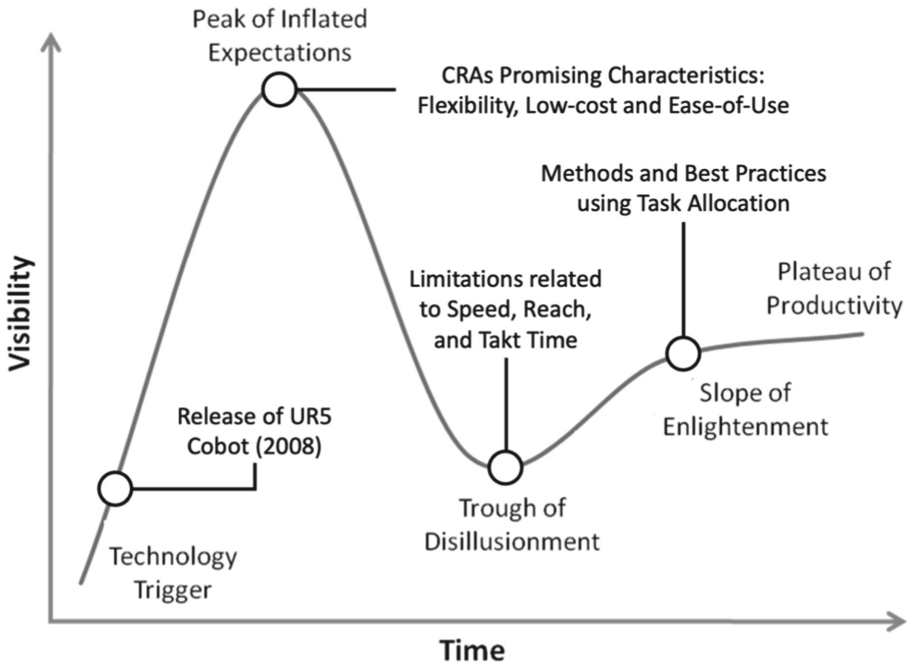 Peak of Inflated
Expectations
CRAs Promising Characteristics:
Flexibility, Low-cost and Ease-of-Use
Methods and Best Practices
using Task Allocation
Limitations related
to Speed, Reach,
and Takt Time
Plateau of
Productivity
Slope of
Enlightenment
Release of UR5
Cobot (2008)
Trough of
Disillusionment
Technology
Trigger
Visibility
Time